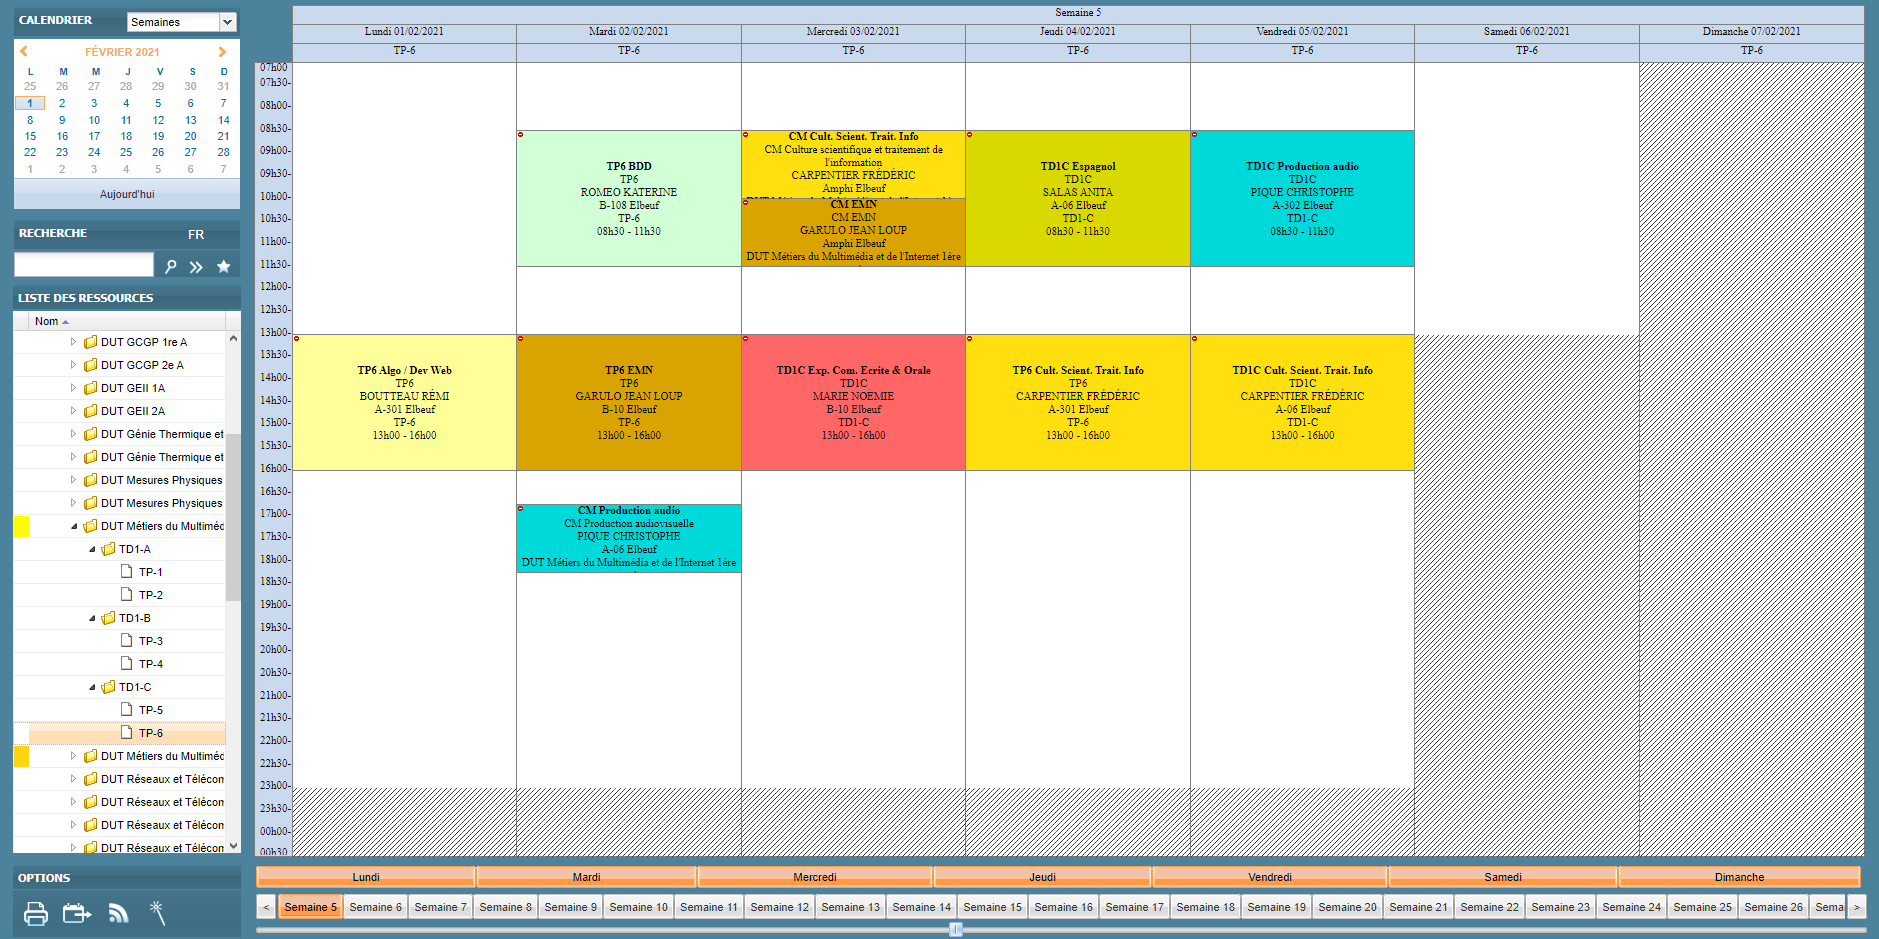 CALENDRIER
Semaines
FÉVRIER 2021
L M M J V S D
25 26 27 28 29 30 31
1 2 3 4 5 6 7
8 9 10 11 12 13 14
15 16 17 18 19 20 21
22 23 24 25 26 27 28
1 2 3 4 5 6 7
Aujourd'hui
RECHERCHE FR
LISTE DES RESSOURCES
Nom
DUT GCGP 1re A
DUT GCGP 2e A
DUT GEII 1A
DUT GEII 2A
DUT Génie Thermique et
DUT Génie Thermique et
DUT Mesures Physiques
DUT Mesures Physiques
DUT Métiers du Multiméd
TD1-A
TP-1
TP-2
TD1-B
TP-3
TP-4
TD1-C
TP-5
TP-6
DUT Métiers du Multiméd
DUT Réseaux et Télécom
DUT Réseaux et Télécom
DUT Réseaux et Télécom
DUT Réseaux et Télécom
OPTIONS
Semaine 5
Lundi 01/02/2021 Mardi 02/02/2021 Mercredi 03/02/2021 Jeudi 04/02/2021 Vendredi 05/02/2021 Samedi 06/02/2021 Dimanche 07/02/2021
TP-6 TP-6 TP-6 TP-6 TP-6 TP-6 TP-6
07h00
07h30-
08h00-
08h30-
09h00-
09h30-
10h00-
10h30-
11h00-
11h30-
12h00-
12h30-
13h00-
13h30-
14h00-
14h30-
15h00-
15h30-
16h00-
16h30-
17h00-
17h30-
18h00-
18h30-
19h00-
19h30-
20h00-
20h30-
21h00-
21h30-
22h00-
22h30-
23h00-
23h30-
00h00-
00h30
TP6 Algo / Dev Web
TP6
BOUTTEAU RÉMI
A-301 Elbeuf
TP-6
13h00 - 16h00
TP6 BDD
TP6
ROMEO KATERINE
B-108 Elbeuf
TP-6
08h30 - 11h30
TP6 EMN
TP6
GARULO JEAN LOUP
B-10 Elbeuf
TP-6
13h00 - 16h00
CM Production audio
CM Production audiovisuelle
PIQUE CHRISTOPHE
A-06 Elbeuf
DUT Métiers du Multimédia et de l'Internet 1ère
CM Cult. Scient. Trait. Info
CM Culture scientifique et traitement de
l'information
CARPENTIER FRÉDÉRIC
Amphi Elbeuf
DUT Métiers du Multimédia et de l'Internet 1ère
CM EMN
CM EMN
GARULO JEAN LOUP
Amphi Elbeuf
DUT Métiers du Multimédia et de l'Internet 1ère
TD1C Exp. Com. Ecrite & Orale
TD1C
MARIE NOEMIE
B-10 Elbeuf
TD1-C
13h00 - 16h00
TD1C Espagnol
TD1C
SALAS ANITA
A-06 Elbeuf
TD1-C
08h30 - 11h30
TP6 Cult. Scient. Trait. Info
TP6
CARPENTIER FRÉDÉRIC
A-301 Elbeuf
TP-6
13h00 - 16h00
TD1C Production audio
TD1C
PIQUE CHRISTOPHE
A-302 Elbeuf
TD1-C
08h30 - 11h30
TD1C Cult. Scient. Trait. Info
TD1C
CARPENTIER FRÉDÉRIC
A-06 Elbeuf
TD1-C
13h00 - 16h00
Lundi Mardi Mercredi Jeudi Vendredi Samedi Dimanche
< Semaine 5 Semaine 6 Semaine 7 Semaine 8 Semaine 9 Semaine 10 Semaine 11 Semaine 12 Semaine 13 Semaine 14 Semaine 15 Semaine 16 Semaine 17 Semaine 18 Semaine 19 Semaine 20 Semaine 21 Semaine 22 Semaine 23 Semaine 24 Semaine 25 Semaine 26 Sema >